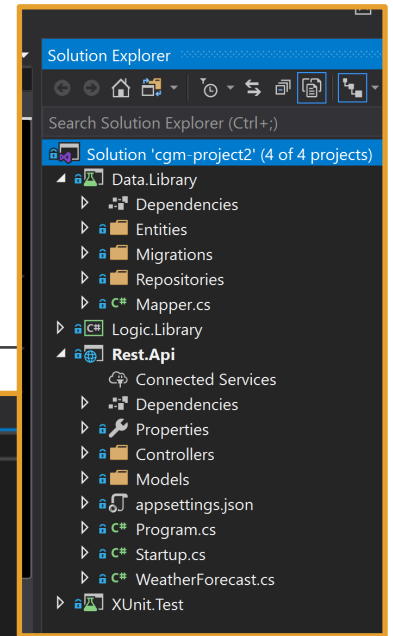 Solution Explorer
Search Solution Explorer (Ctrl+;)
Solution 'cgm-project2' (4 of 4 projects)
Data.Library
Dependencies
Entities
Migrations
Repositories
C# Mapper.cs
C# Logic.Library
Rest.Api
Connected Services
Dependencies
Properties
Controllers
Models
appsettings.json
C# Program.cs
C# Startup.cs
C# WeatherForecast.cs
XUnit.Test